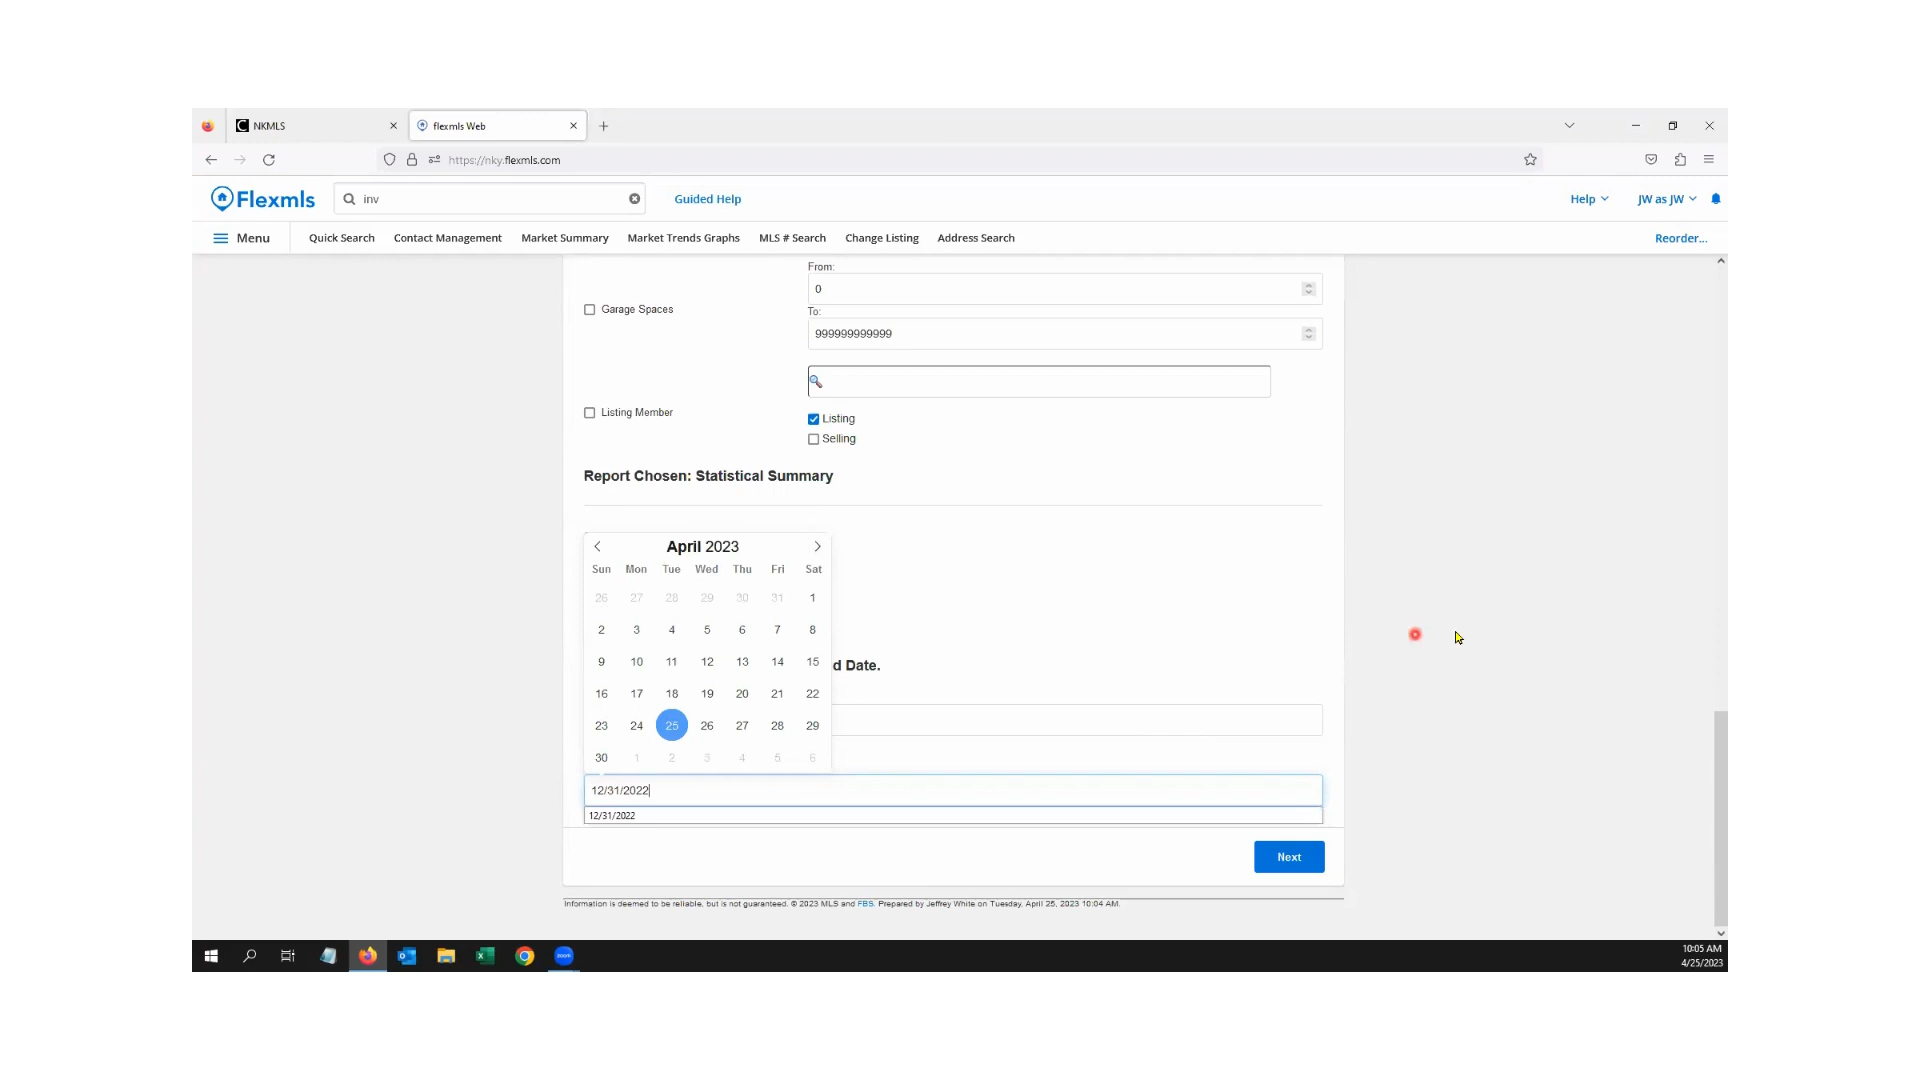 NKMLS
flexmls Web
https://nky.flexmls.com
Flexmls
inv
Guided Help
Help
JW as JW
Menu
Quick Search
Contact Management
Market Summary
Market Trends Graphs
MLS # Search
Change Listing
Address Search
Reorder...
From:
0
Garage Spaces
To:
999999999999
Listing Member
Listing
Selling
Report Chosen: Statistical Summary
April 2023
Sun Mon Tue Wed Thu Fri Sat
26 27 28 29 30 31 1
2 3 4 5 6 7 8
9 10 11 12 13 14 15
d Date.
16 17 18 19 20 21 22
23 24 25 26 27 28 29
30 1 2 3 4 5 6
12/31/2022
12/31/2022
Next
Information is deemed to be reliable, but is not guaranteed. © 2023 MLS and FBS. Prepared by Jeffrey White on Tuesday, April 25, 2023 10:04 AM.
zoom
10:05 AM
4/25/2023